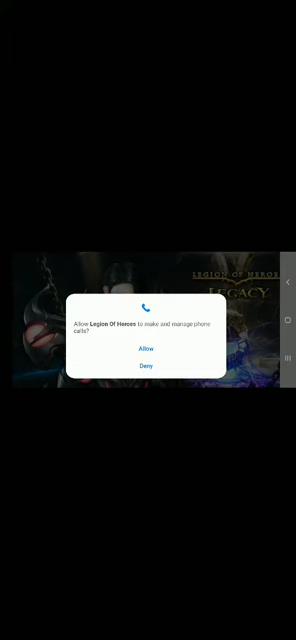 LEGION OF HEROES
LEGACY
Allow Legion Of Heroes to make and manage phone
calls?
Allow
Deny